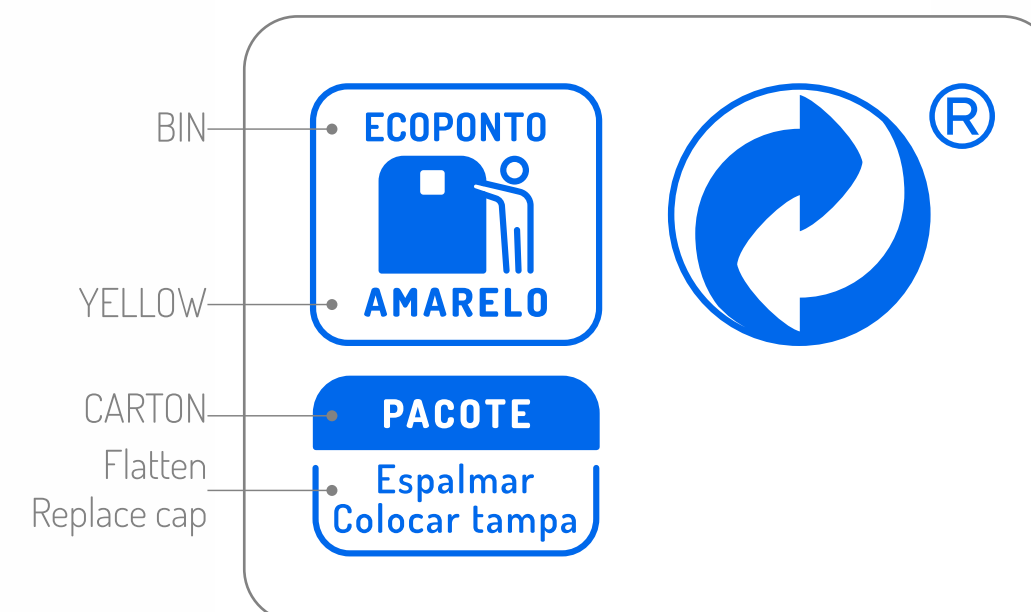 BIN
ECOPONTO
®
YELLOW
AMARELO
CARTON
PACOTE
Flatten
Replace cap
Espalmar
Colocar tampa